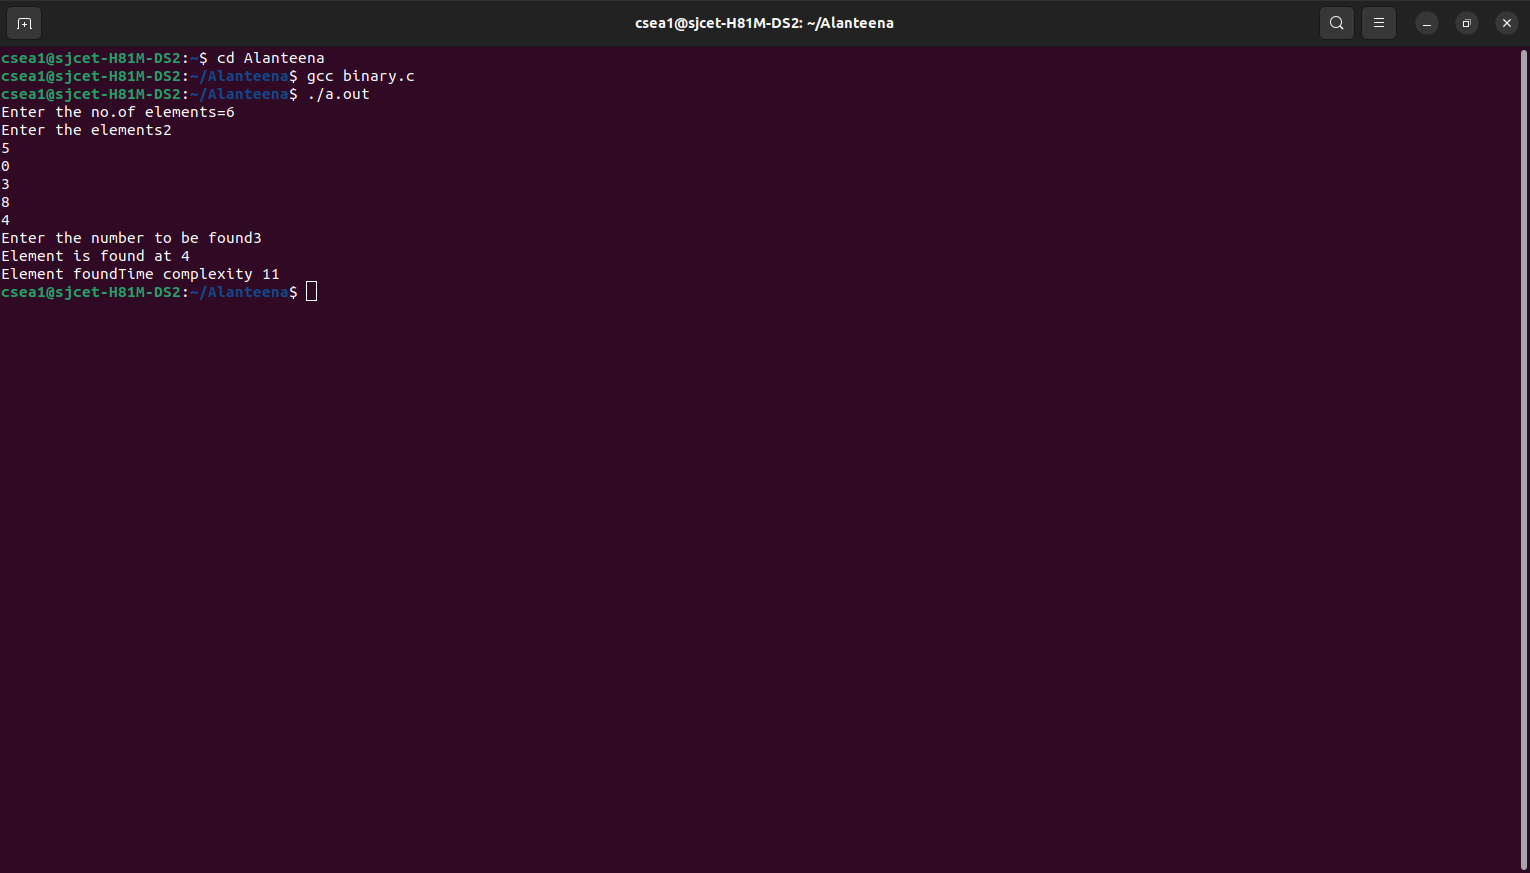 csea1@sjcet-H81M-DS2: ~/Alanteena
csea1@sjcet-H81M-DS2:~$ cd Alanteena
csea1@sjcet-H81M-DS2:~/Alanteena$ gcc binary.c
csea1@sjcet-H81M-DS2:~/Alanteena$ ./a.out
Enter the no.of elements=6
Enter the elements2
5
0
3
8
4
Enter the number to be found3
Element is found at 4
Element foundTime complexity 11
csea1@sjcet-H81M-DS2:~/Alanteena$